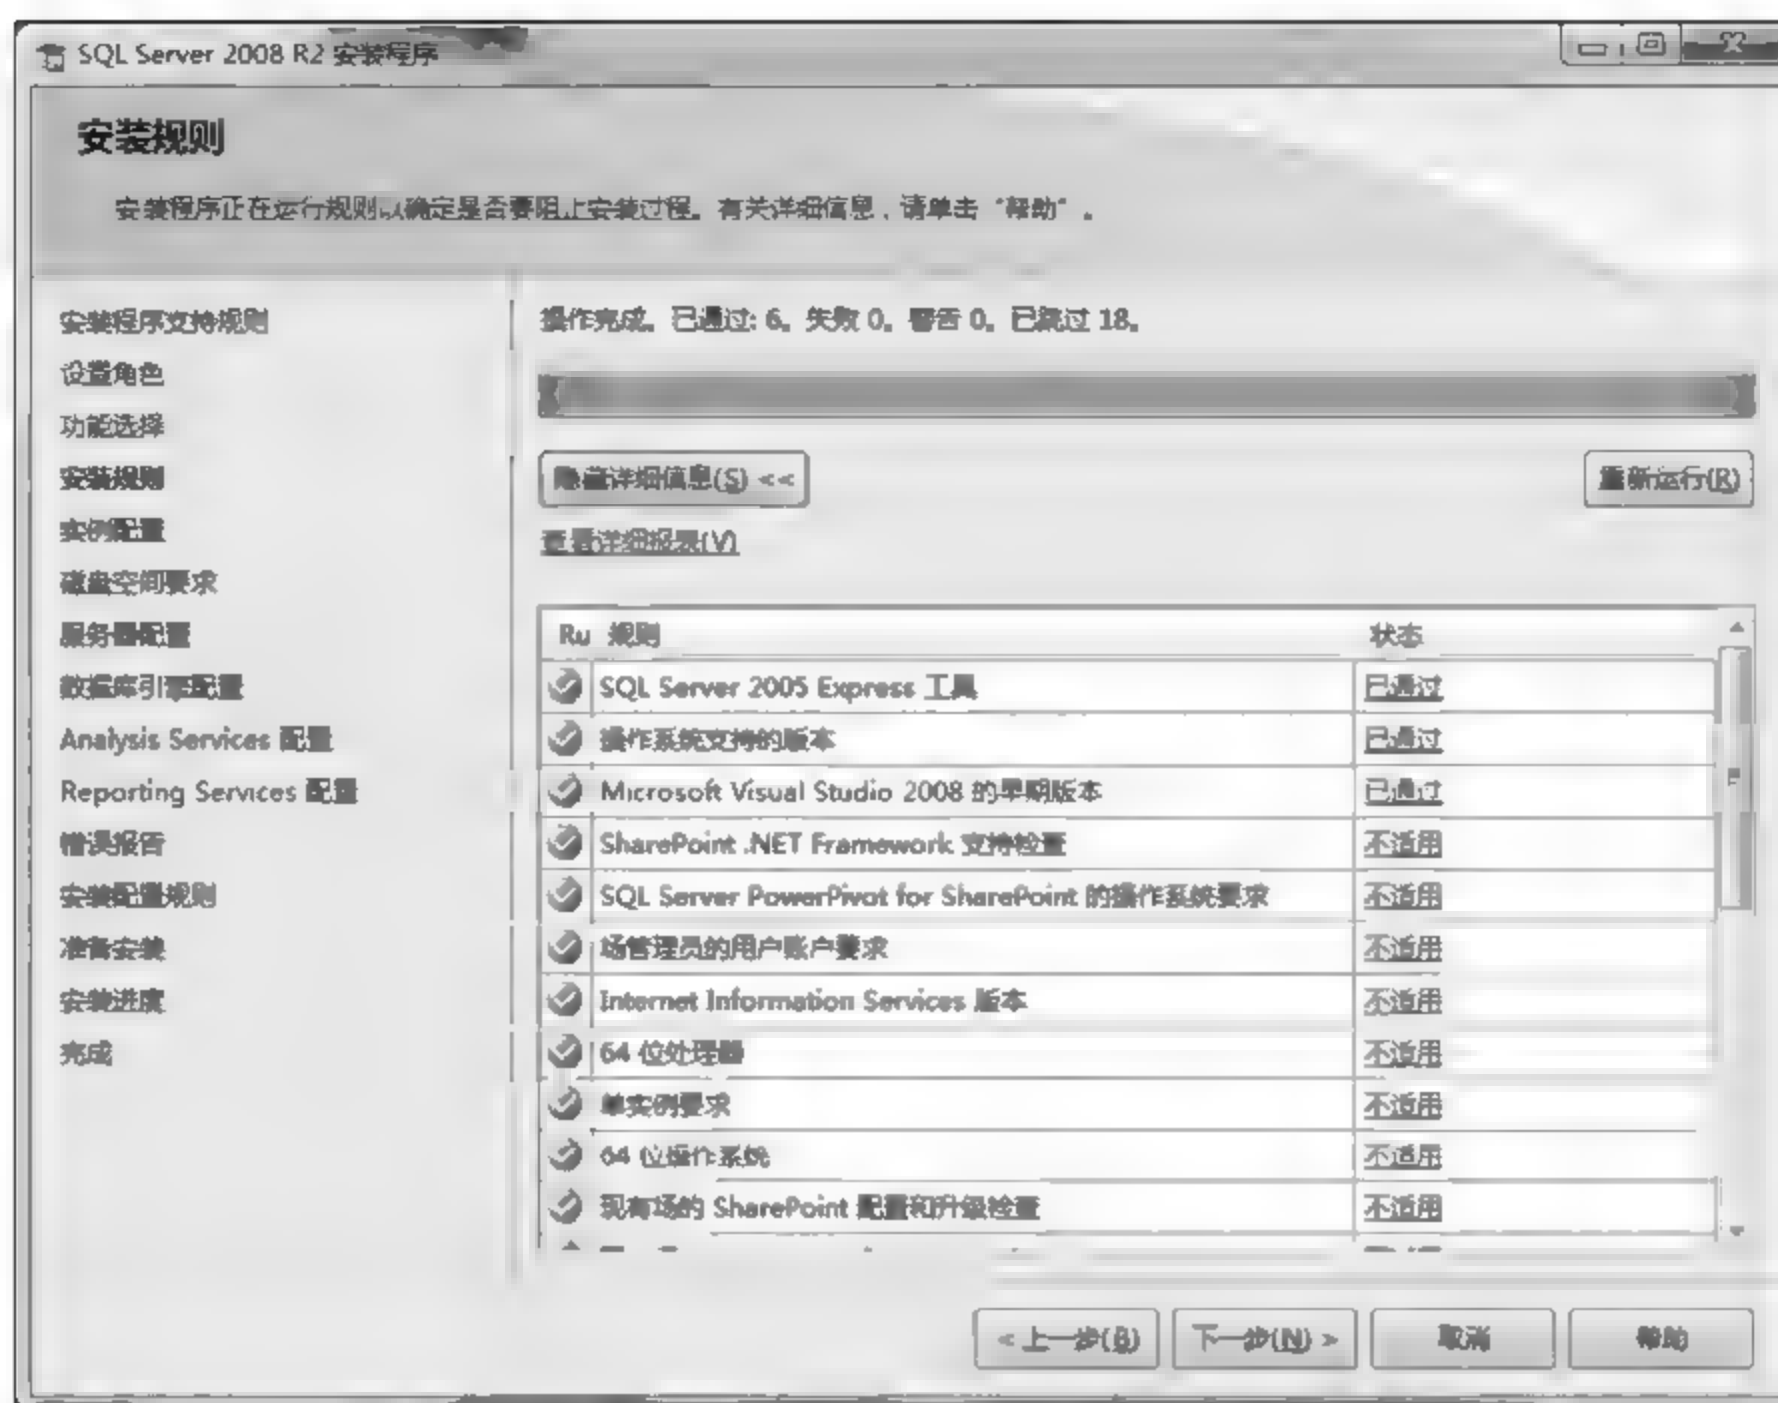 SQL Server 2008 R2 安装程序
安装规则
安装程序正在运行规则以确定是否要阻止安装过程。有关详细信息，请单击“帮助”。
安装程序支持规则
设置角色
功能选择
安装规则
实例配置
磁盘空间要求
服务器配置
数据库引擎配置
Analysis Services 配置
Reporting Services 配置
错误报告
安装配置规则
准备安装
安装进度
完成
操作完成。已通过: 6。失败 0。警告 0。已跳过 18。
隐藏详细信息(S) <<
重新运行(R)
查看详细报表(V)
Ru 规则 状态
SQL Server 2005 Express 工具 已通过
操作系统支持的版本 已通过
Microsoft Visual Studio 2008 的早期版本 已通过
SharePoint .NET Framework 支持检查 不适用
SQL Server PowerPivot for SharePoint 的操作系统要求 不适用
场管理员的用户账户要求 不适用
Internet Information Services 版本 不适用
64 位处理器 不适用
单实例要求 不适用
64 位操作系统 不适用
现有场的 SharePoint 配置和升级检查 不适用
< 上一步(B) 下一步(N) > 取消 帮助